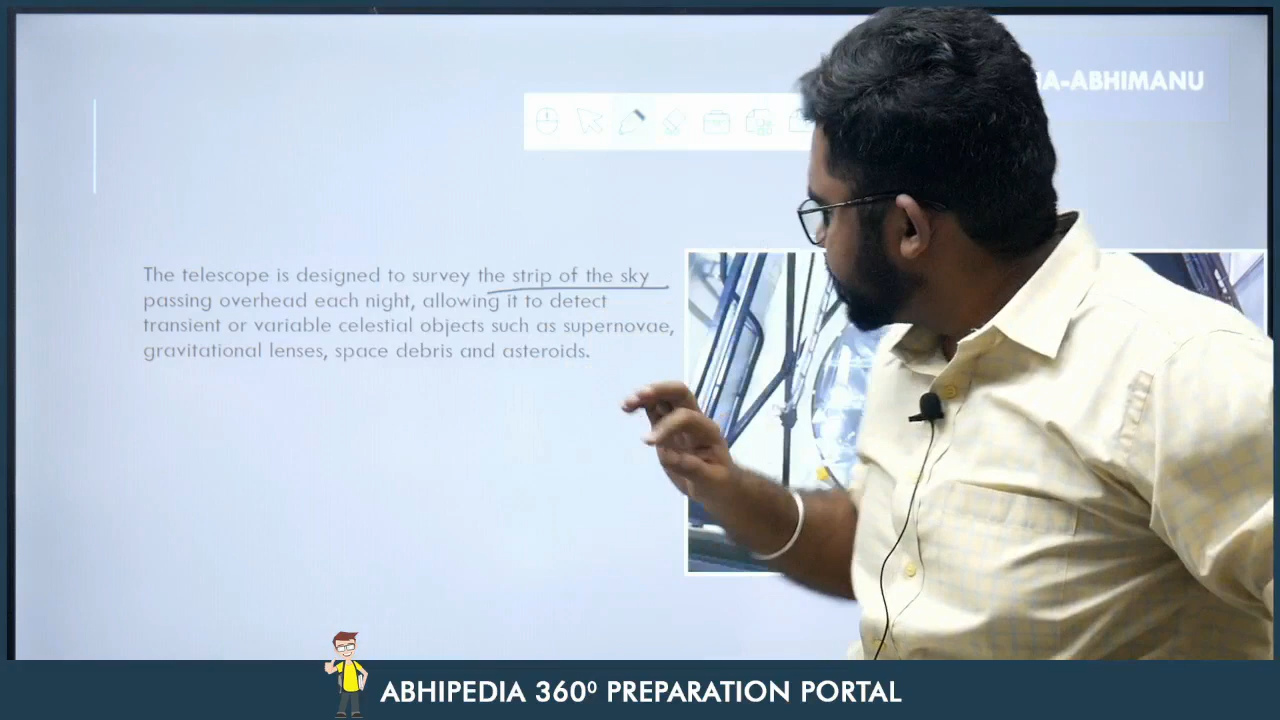 HA-ABHIMANU
The telescope is designed to survey the strip of the sky
passing overhead each night, allowing it to detect
transient or variable celestial objects such as supernovae,
gravitational lenses, space debris and asteroids.
ABHIPEDIA 360⁰ PREPARATION PORTAL